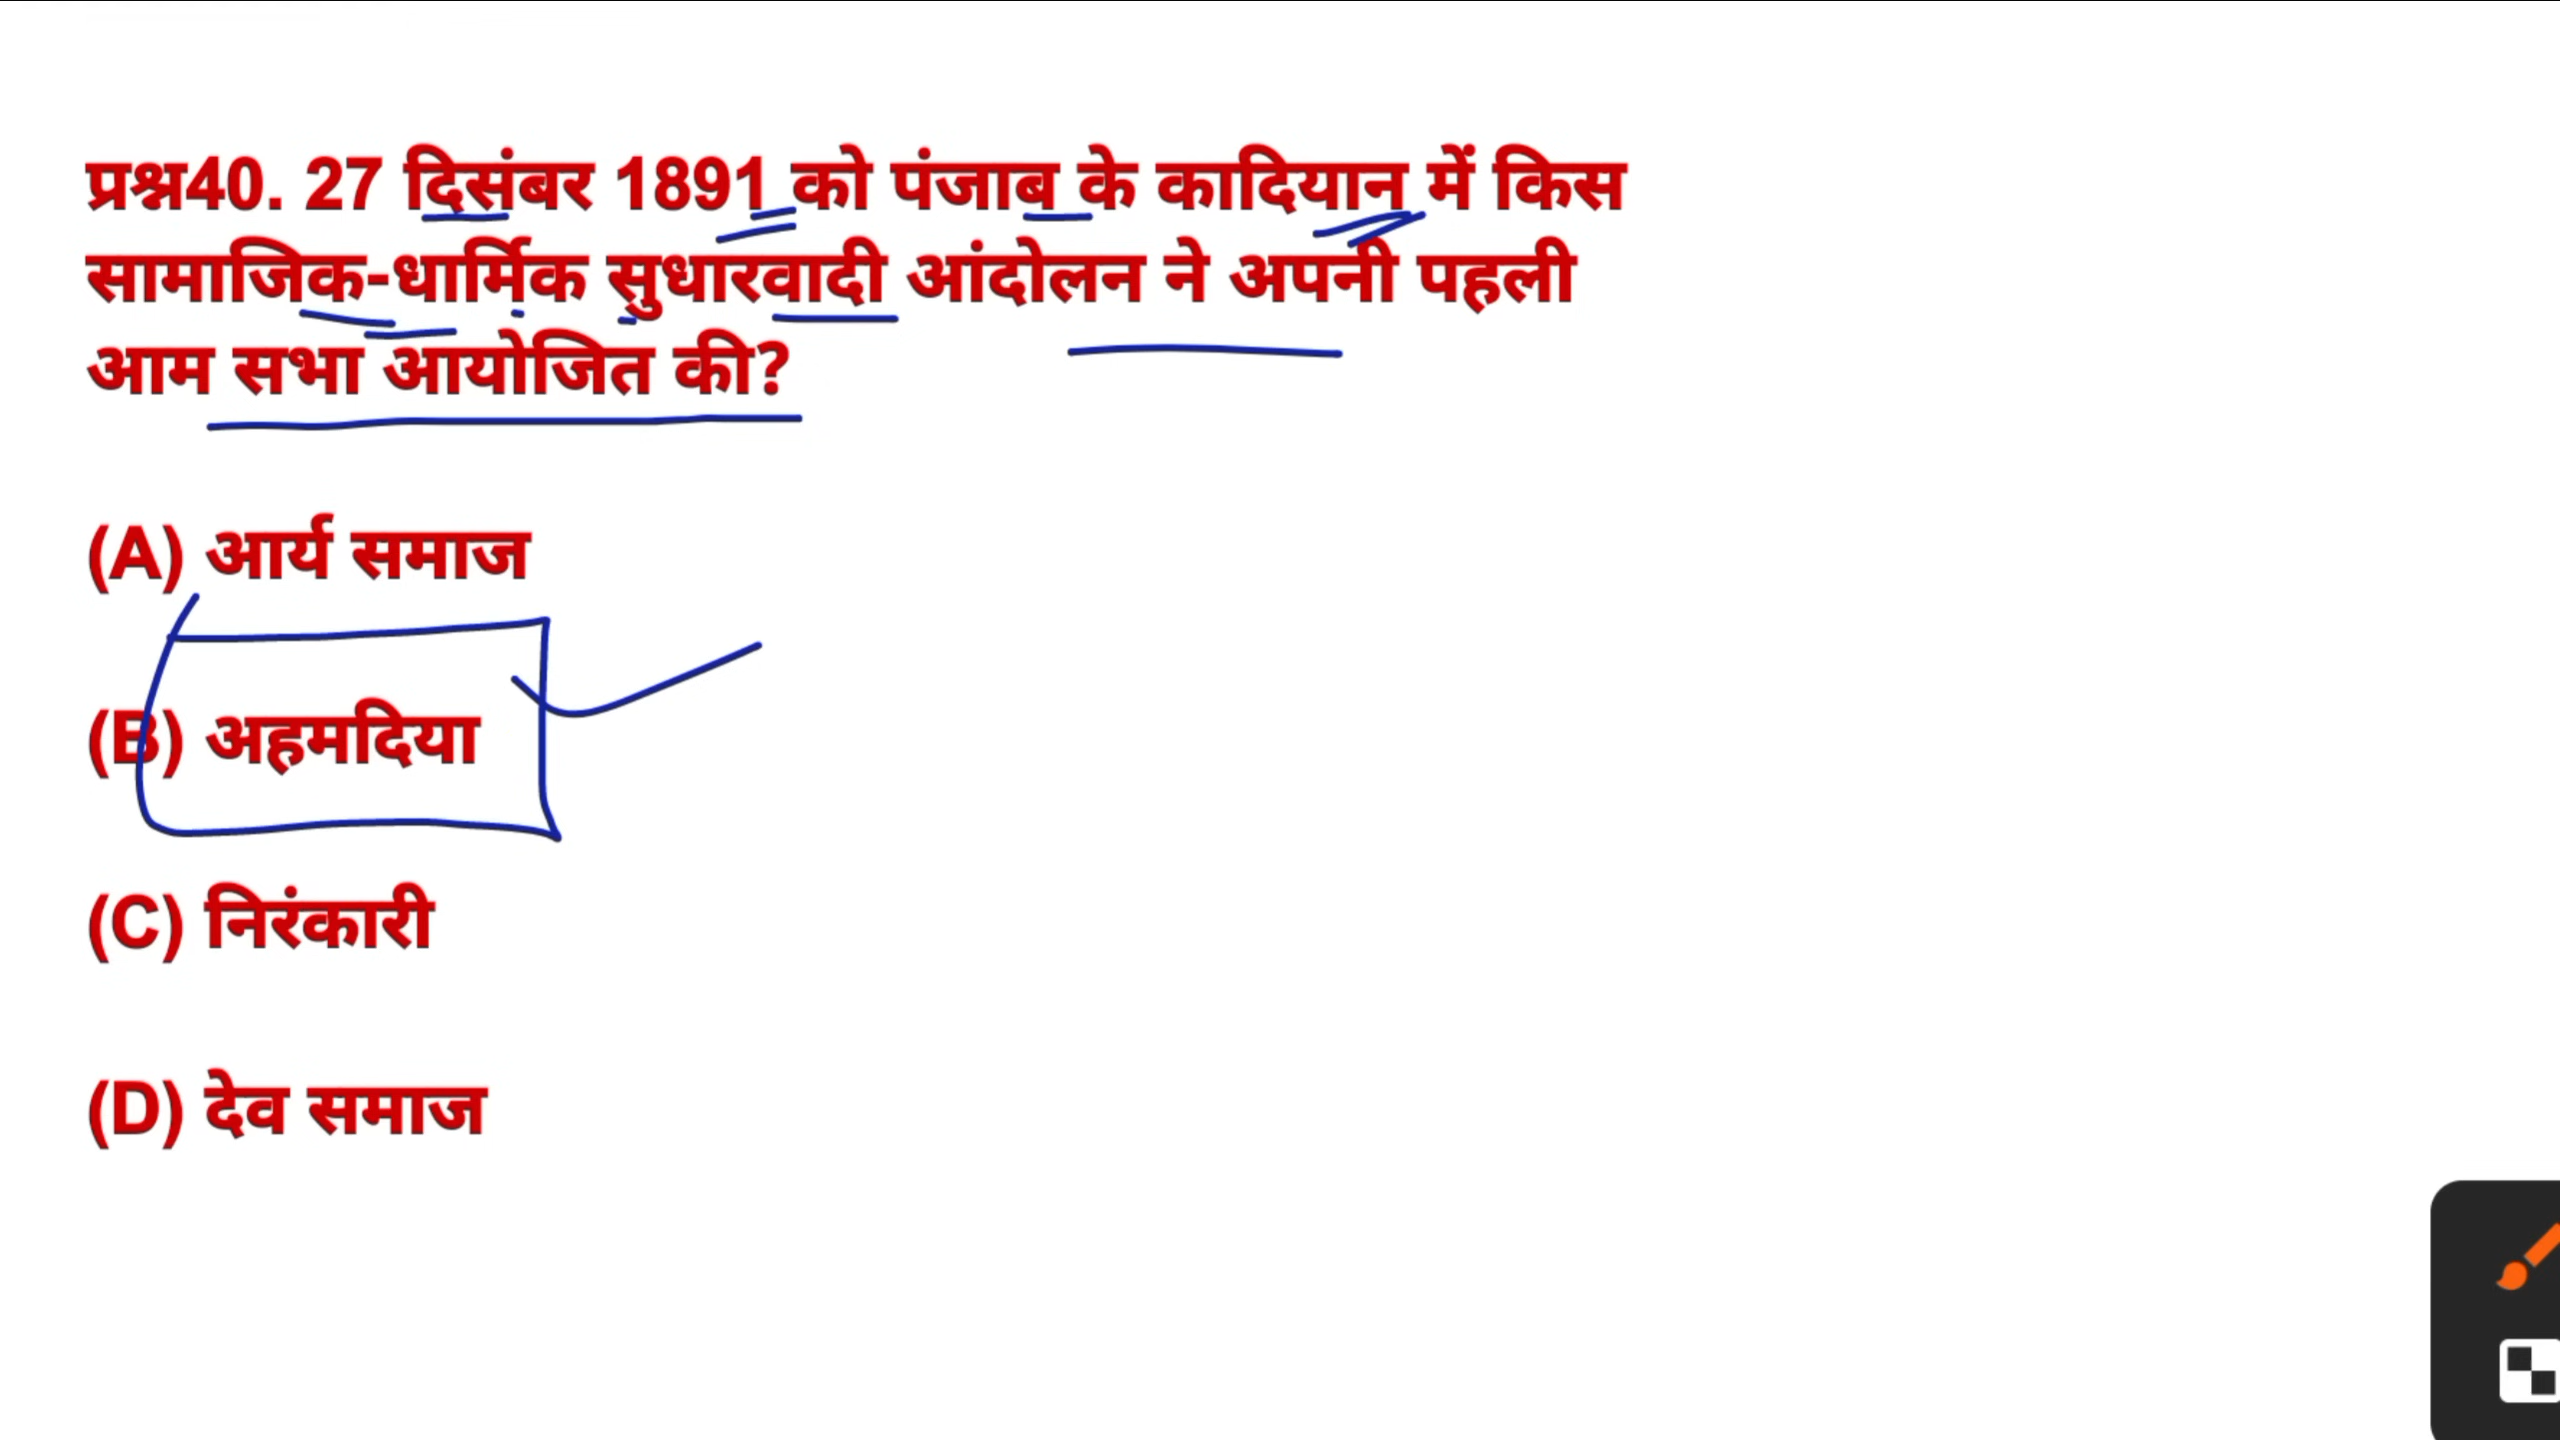 प्रश्न40. 27 दिसंबर 1891 को पंजाब के कादियान में किस
सामाजिक-धार्मिक सुधारवादी आंदोलन ने अपनी पहली
आम सभा आयोजित की?
(A) आर्य समाज
(B) अहमदिया
(C) निरंकारी
(D) देव समाज